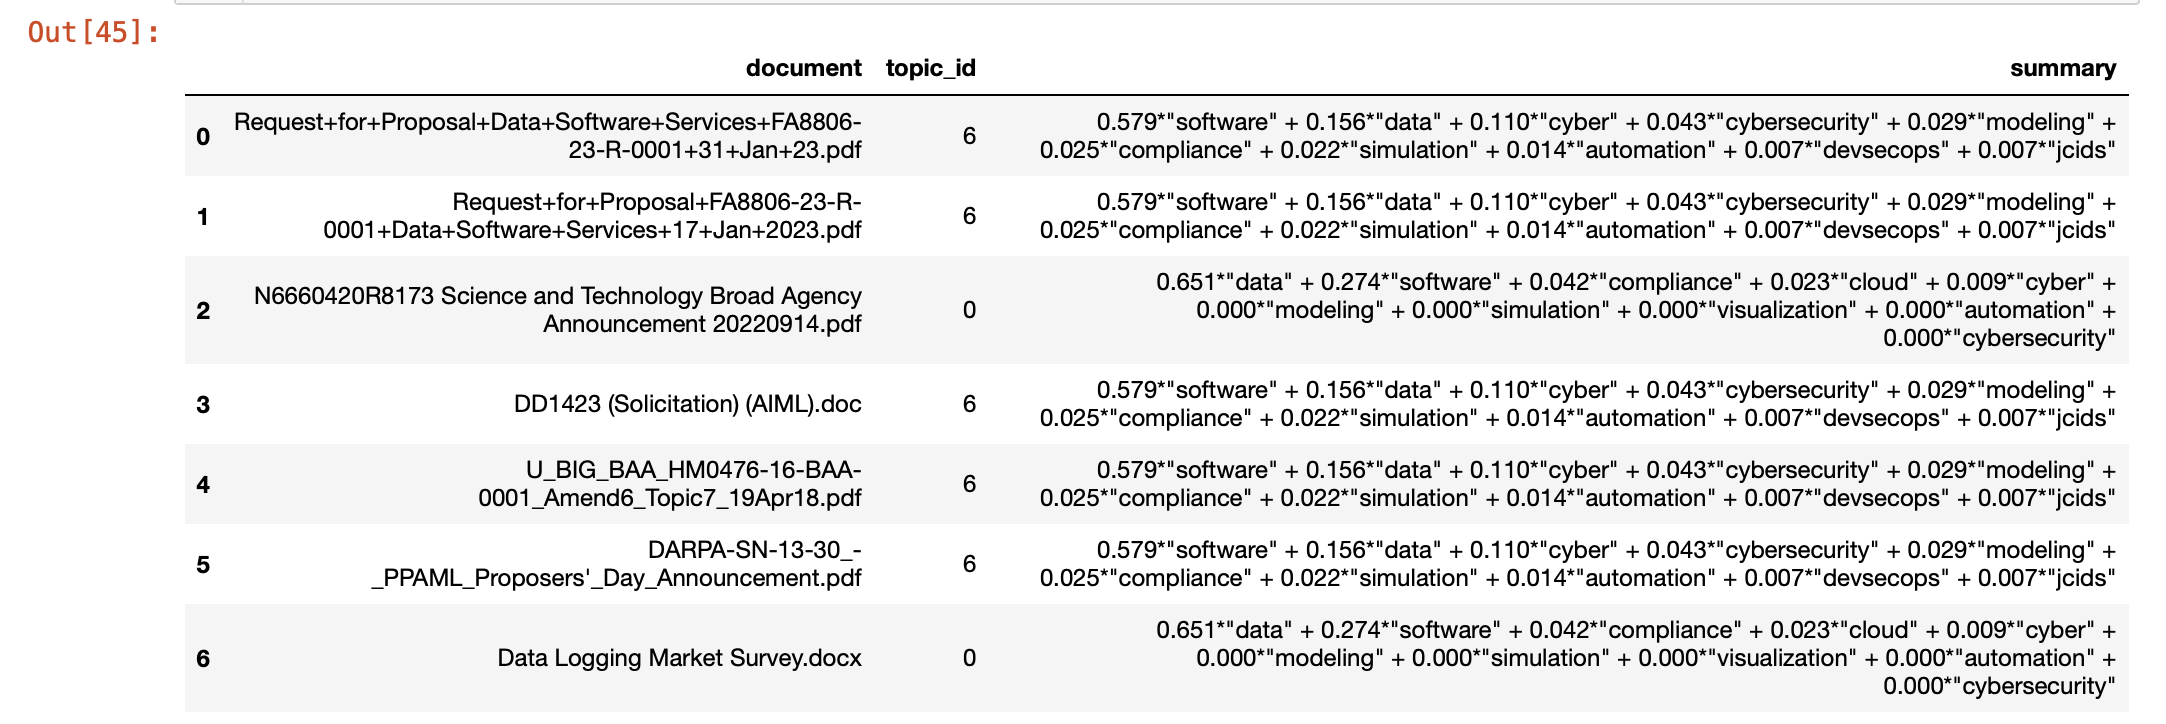 Out[45]:
document topic_id summary
0 Request+for+Proposal+Data+Software+Services+FA8806-
23-R-0001+31+Jan+23.pdf 6 0.579*"software" + 0.156*"data" + 0.110*"cyber" + 0.043*"cybersecurity" + 0.029*"modeling" +
0.025*"compliance" + 0.022*"simulation" + 0.014*"automation" + 0.007*"devsecops" + 0.007*"jcids"
1 Request+for+Proposal+FA8806-23-R-
0001+Data+Software+Services+17+Jan+2023.pdf 6 0.579*"software" + 0.156*"data" + 0.110*"cyber" + 0.043*"cybersecurity" + 0.029*"modeling" +
0.025*"compliance" + 0.022*"simulation" + 0.014*"automation" + 0.007*"devsecops" + 0.007*"jcids"
2 N6660420R8173 Science and Technology Broad Agency
Announcement 20220914.pdf 0 0.651*"data" + 0.274*"software" + 0.042*"compliance" + 0.023*"cloud" + 0.009*"cyber" +
0.000*"modeling" + 0.000*"simulation" + 0.000*"visualization" + 0.000*"automation" +
0.000*"cybersecurity"
3 DD1423 (Solicitation) (AIML).doc 6 0.579*"software" + 0.156*"data" + 0.110*"cyber" + 0.043*"cybersecurity" + 0.029*"modeling" +
0.025*"compliance" + 0.022*"simulation" + 0.014*"automation" + 0.007*"devsecops" + 0.007*"jcids"
4 U_BIG_BAA_HM0476-16-BAA-
0001_Amend6_Topic7_19Apr18.pdf 6 0.579*"software" + 0.156*"data" + 0.110*"cyber" + 0.043*"cybersecurity" + 0.029*"modeling" +
0.025*"compliance" + 0.022*"simulation" + 0.014*"automation" + 0.007*"devsecops" + 0.007*"jcids"
5 DARPA-SN-13-30_-
_PPAML_Proposers'_Day_Announcement.pdf 6 0.579*"software" + 0.156*"data" + 0.110*"cyber" + 0.043*"cybersecurity" + 0.029*"modeling" +
0.025*"compliance" + 0.022*"simulation" + 0.014*"automation" + 0.007*"devsecops" + 0.007*"jcids"
6 Data Logging Market Survey.docx 0 0.651*"data" + 0.274*"software" + 0.042*"compliance" + 0.023*"cloud" + 0.009*"cyber" +
0.000*"modeling" + 0.000*"simulation" + 0.000*"visualization" + 0.000*"automation" +
0.000*"cybersecurity"